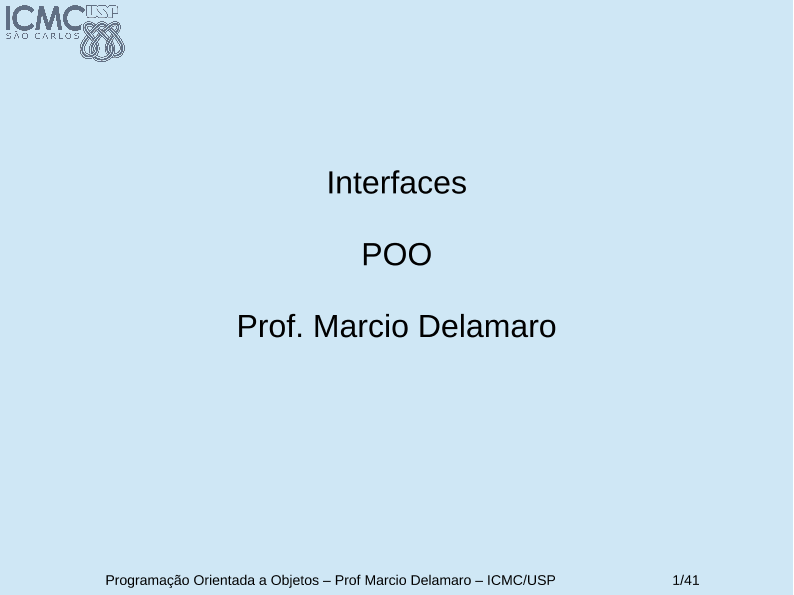 ICMC USP
SÃO CARLOS
Interfaces
POO
Prof. Marcio Delamaro
Programação Orientada a Objetos – Prof Marcio Delamaro – ICMC/USP 1/41